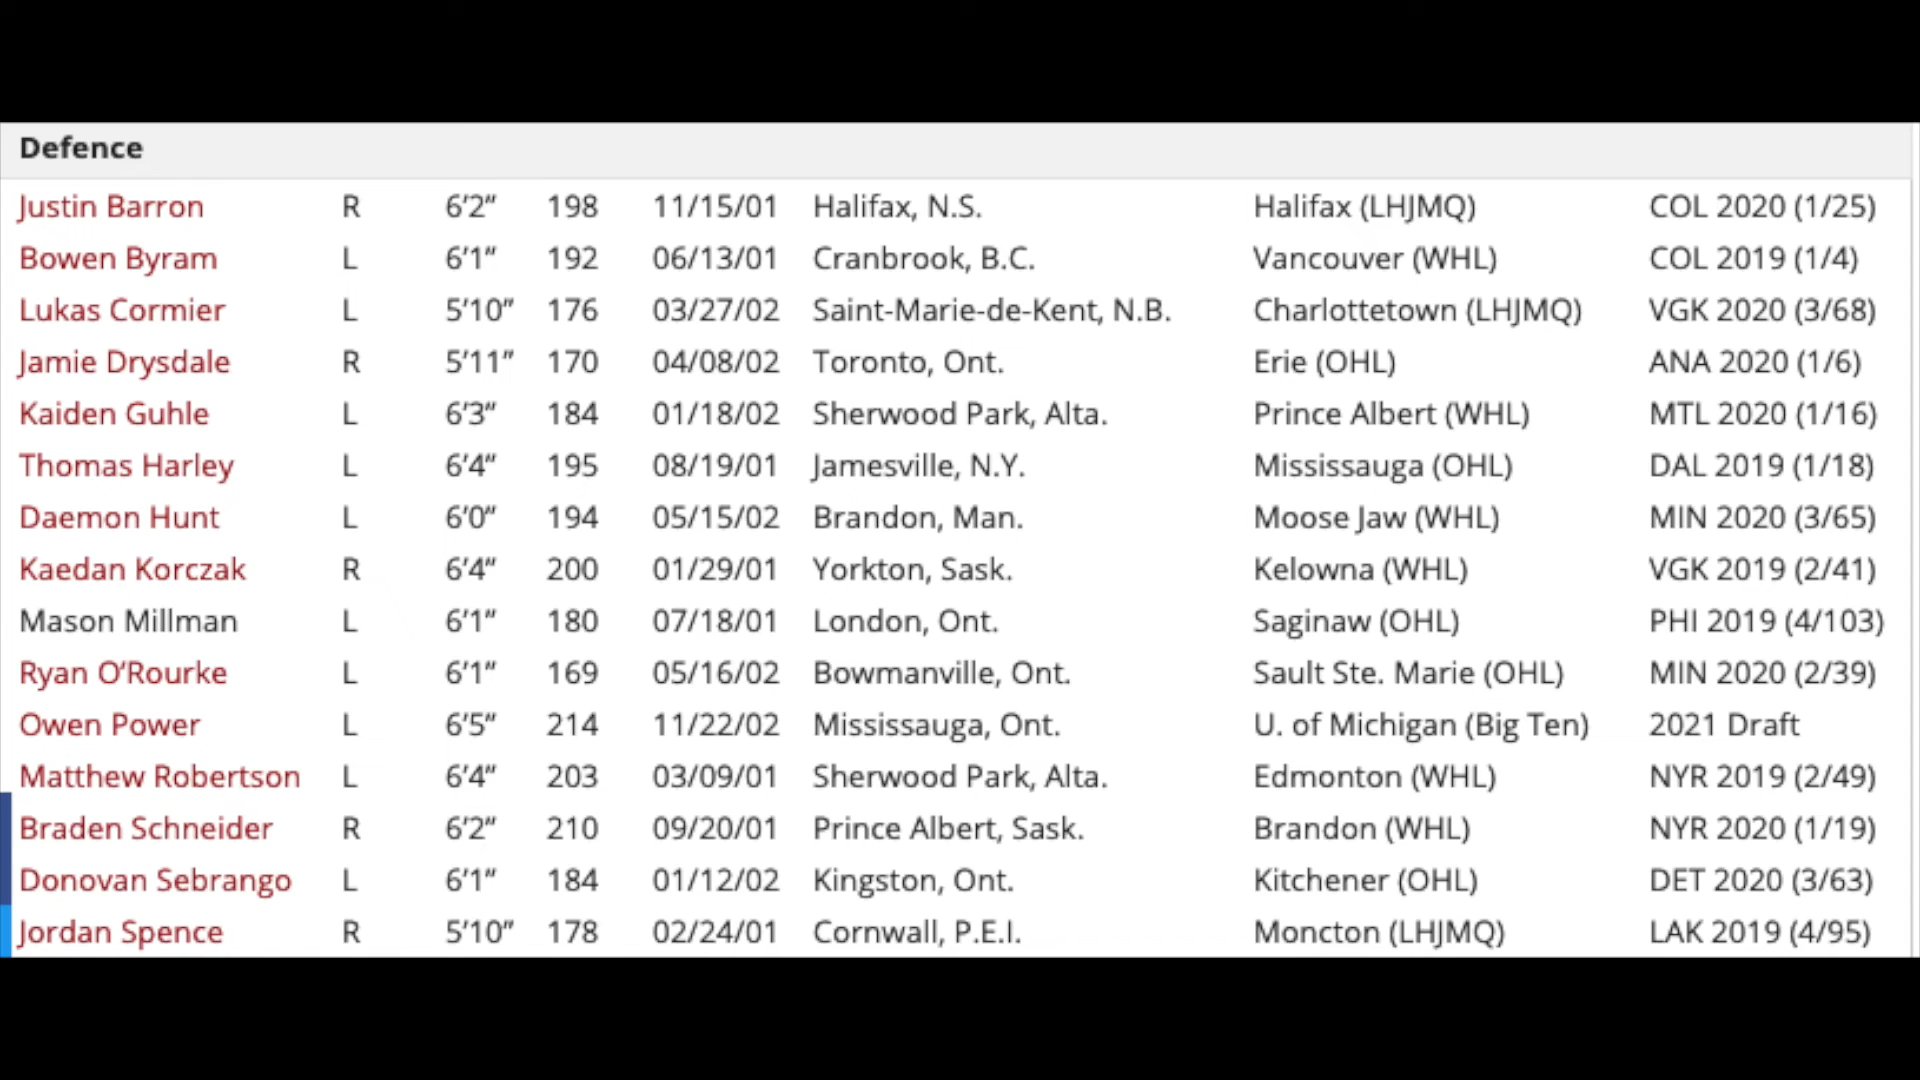 Defence
Justin Barron R 6’2” 198 11/15/01 Halifax, N.S. Halifax (LHJMQ) COL 2020 (1/25)
Bowen Byram L 6’1” 192 06/13/01 Cranbrook, B.C. Vancouver (WHL) COL 2019 (1/4)
Lukas Cormier L 5’10” 176 03/27/02 Saint-Marie-de-Kent, N.B. Charlottetown (LHJMQ) VGK 2020 (3/68)
Jamie Drysdale R 5’11” 170 04/08/02 Toronto, Ont. Erie (OHL) ANA 2020 (1/6)
Kaiden Guhle L 6’3” 184 01/18/02 Sherwood Park, Alta. Prince Albert (WHL) MTL 2020 (1/16)
Thomas Harley L 6’4” 195 08/19/01 Jamesville, N.Y. Mississauga (OHL) DAL 2019 (1/18)
Daemon Hunt L 6’0” 194 05/15/02 Brandon, Man. Moose Jaw (WHL) MIN 2020 (3/65)
Kaedan Korczak R 6’4” 200 01/29/01 Yorkton, Sask. Kelowna (WHL) VGK 2019 (2/41)
Mason Millman L 6’1” 180 07/18/01 London, Ont. Saginaw (OHL) PHI 2019 (4/103)
Ryan O’Rourke L 6’1” 169 05/16/02 Bowmanville, Ont. Sault Ste. Marie (OHL) MIN 2020 (2/39)
Owen Power L 6’5” 214 11/22/02 Mississauga, Ont. U. of Michigan (Big Ten) 2021 Draft
Matthew Robertson L 6’4” 203 03/09/01 Sherwood Park, Alta. Edmonton (WHL) NYR 2019 (2/49)
Braden Schneider R 6’2” 210 09/20/01 Prince Albert, Sask. Brandon (WHL) NYR 2020 (1/19)
Donovan Sebrango L 6’1” 184 01/12/02 Kingston, Ont. Kitchener (OHL) DET 2020 (3/63)
Jordan Spence R 5’10” 178 02/24/01 Cornwall, P.E.I. Moncton (LHJMQ) LAK 2019 (4/95)